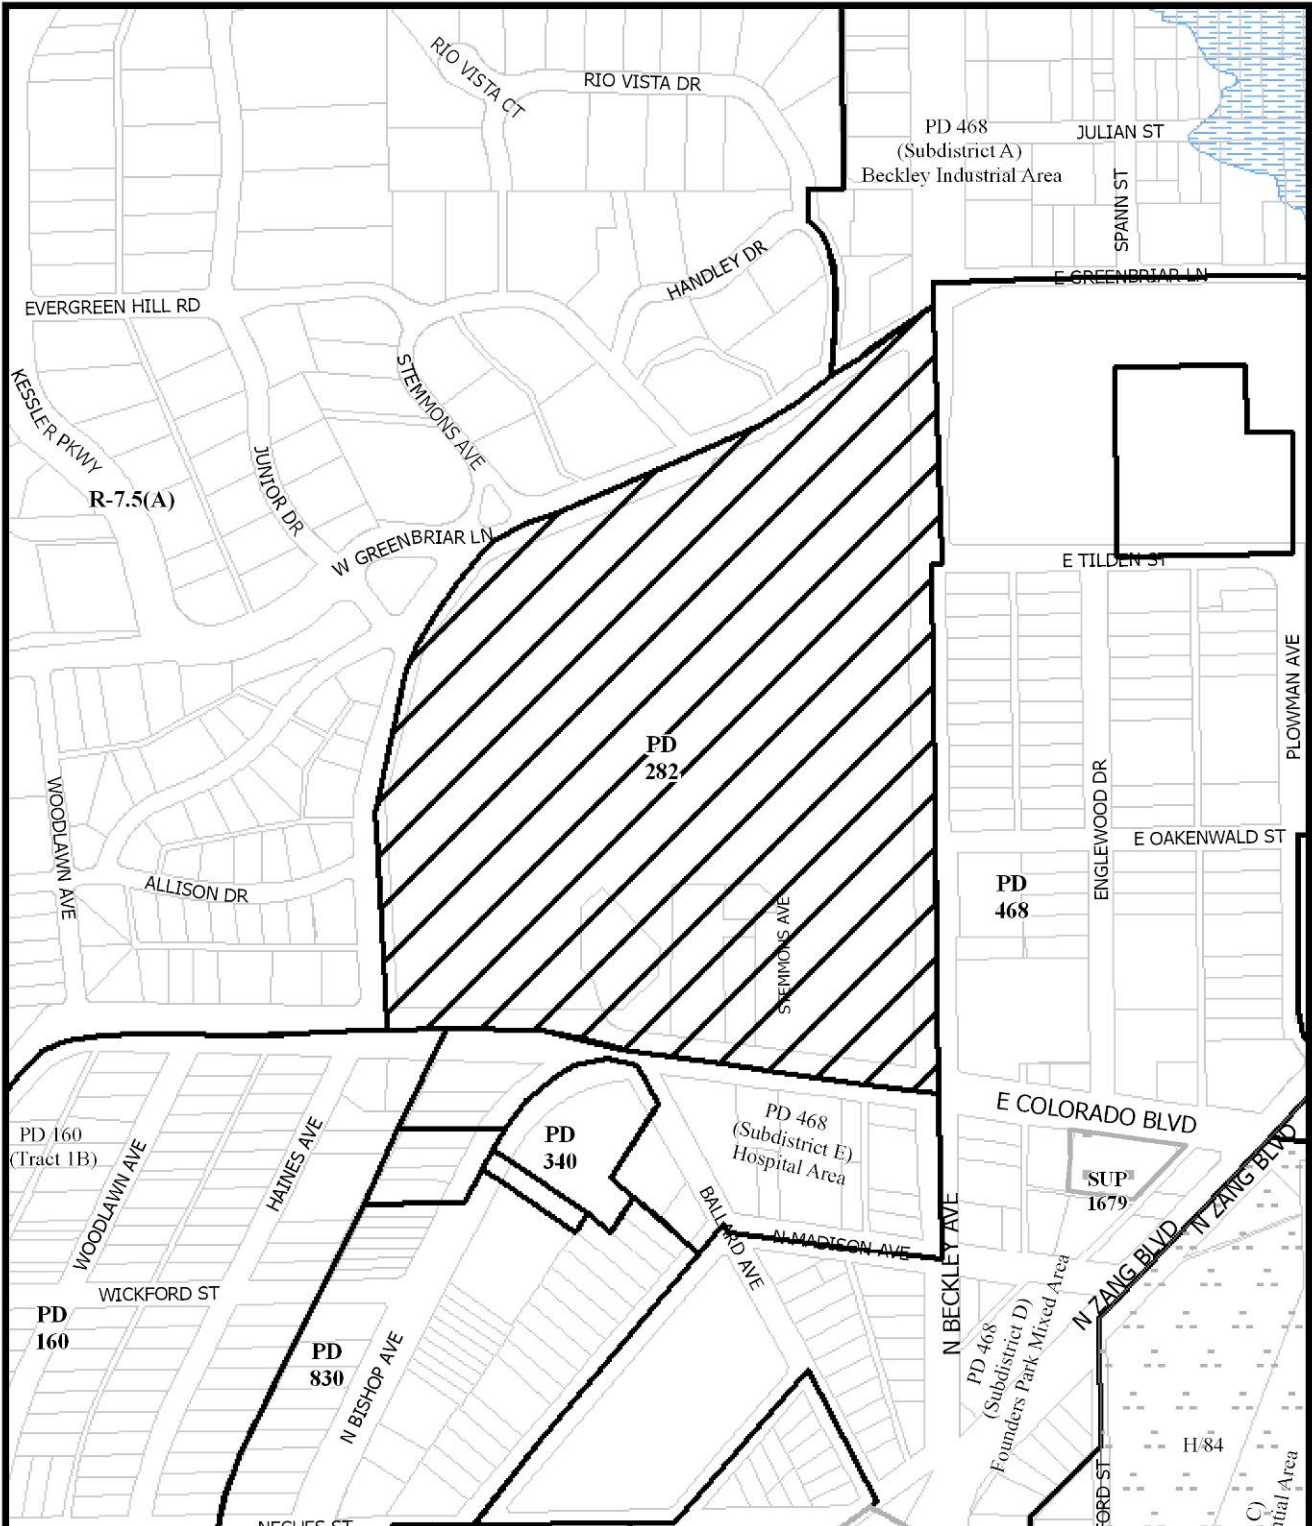 RIO VISTA CT
RIO VISTA DR
PD 468
(Subdistrict A)
Beckley Industrial Area
JULIAN ST
SPANN ST
HANDLEY DR
E GREENBRIAR LN
EVERGREEN HILL RD
KESSLER PKWY
STEMMONS AVE
JUNIOR DR
R-7.5(A)
W GREENBRIAR LN
E TILDEN ST
PLOWMAN AVE
PD
282
WOODLAWN AVE
ENGLEWOOD DR
E OAKENWALD ST
ALLISON DR
PD
468
STEMMONS AVE
E COLORADO BLVD
PD 160
(Tract 1B)
WOODLAWN AVE
HAINES AVE
PD
340
PD 468
(Subdistrict E)
Hospital Area
SUP
1679
N ZANG BLVD
BALLARD AVE
N MADISON AVE
N BECKLEY AVE
N ZANG BLVD
WICKFORD ST
PD
160
PD
830
N BISHOP AVE
PD 468
(Subdistrict D)
Founders Park Mixed Area
H/84
NECHES ST
ORD ST
C)
tial Area